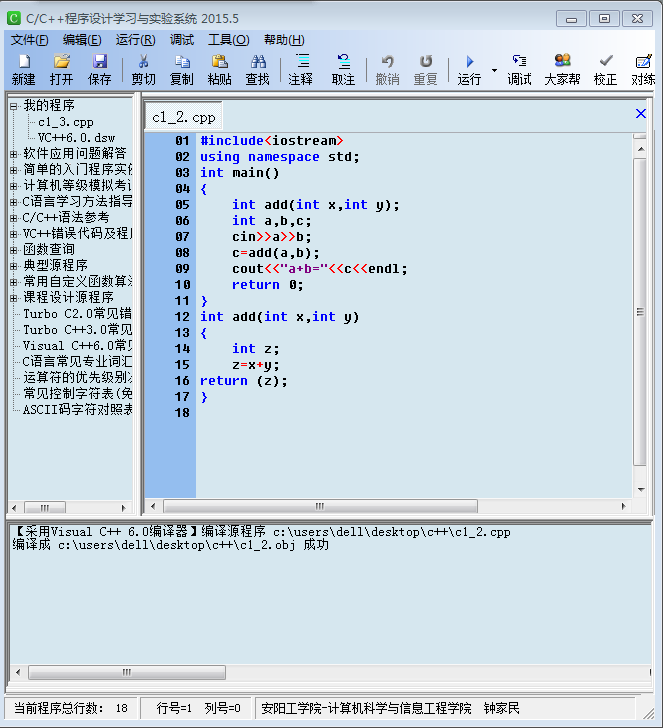 C/C++程序设计学习与实验系统 2015.5
文件(F) 编辑(E) 运行(R) 调试 工具(O) 帮助(H)
新建 打开 保存 剪切 复制 粘贴 查找 注释 取注 撤销 重复 运行 调试 大家帮 校正 对练
我的程序
c1_3.cpp
VC++6.0.dsw
软件应用问题解答
简单的入门程序实例
计算机等级模拟考试
C语言学习方法指导
C/C++语法参考
VC++错误代码及程序
函数查询
典型源程序
常用自定义函数算法
课程设计源程序
Turbo C2.0常见错
Turbo C++3.0常见
Visual C++6.0常见
C语言常见专业词汇
运算符的优先级别
常见控制字符表(免
ASCII码字符对照表
c1_2.cpp
01 #include<iostream>
02 using namespace std;
03 int main()
04 {
05 int add(int x,int y);
06 int a,b,c;
07 cin>>a>>b;
08 c=add(a,b);
09 cout<<"a+b="<<c<<endl;
10 return 0;
11 }
12 int add(int x,int y)
13 {
14 int z;
15 z=x+y;
16 return (z);
17 }
18
【采用Visual C++ 6.0编译器】编译源程序 c:\users\dell\desktop\c++\c1_2.cpp
编译成 c:\users\dell\desktop\c++\c1_2.obj 成功
当前程序总行数: 18 行号=1 列号=0 安阳工学院-计算机科学与信息工程学院 钟家民